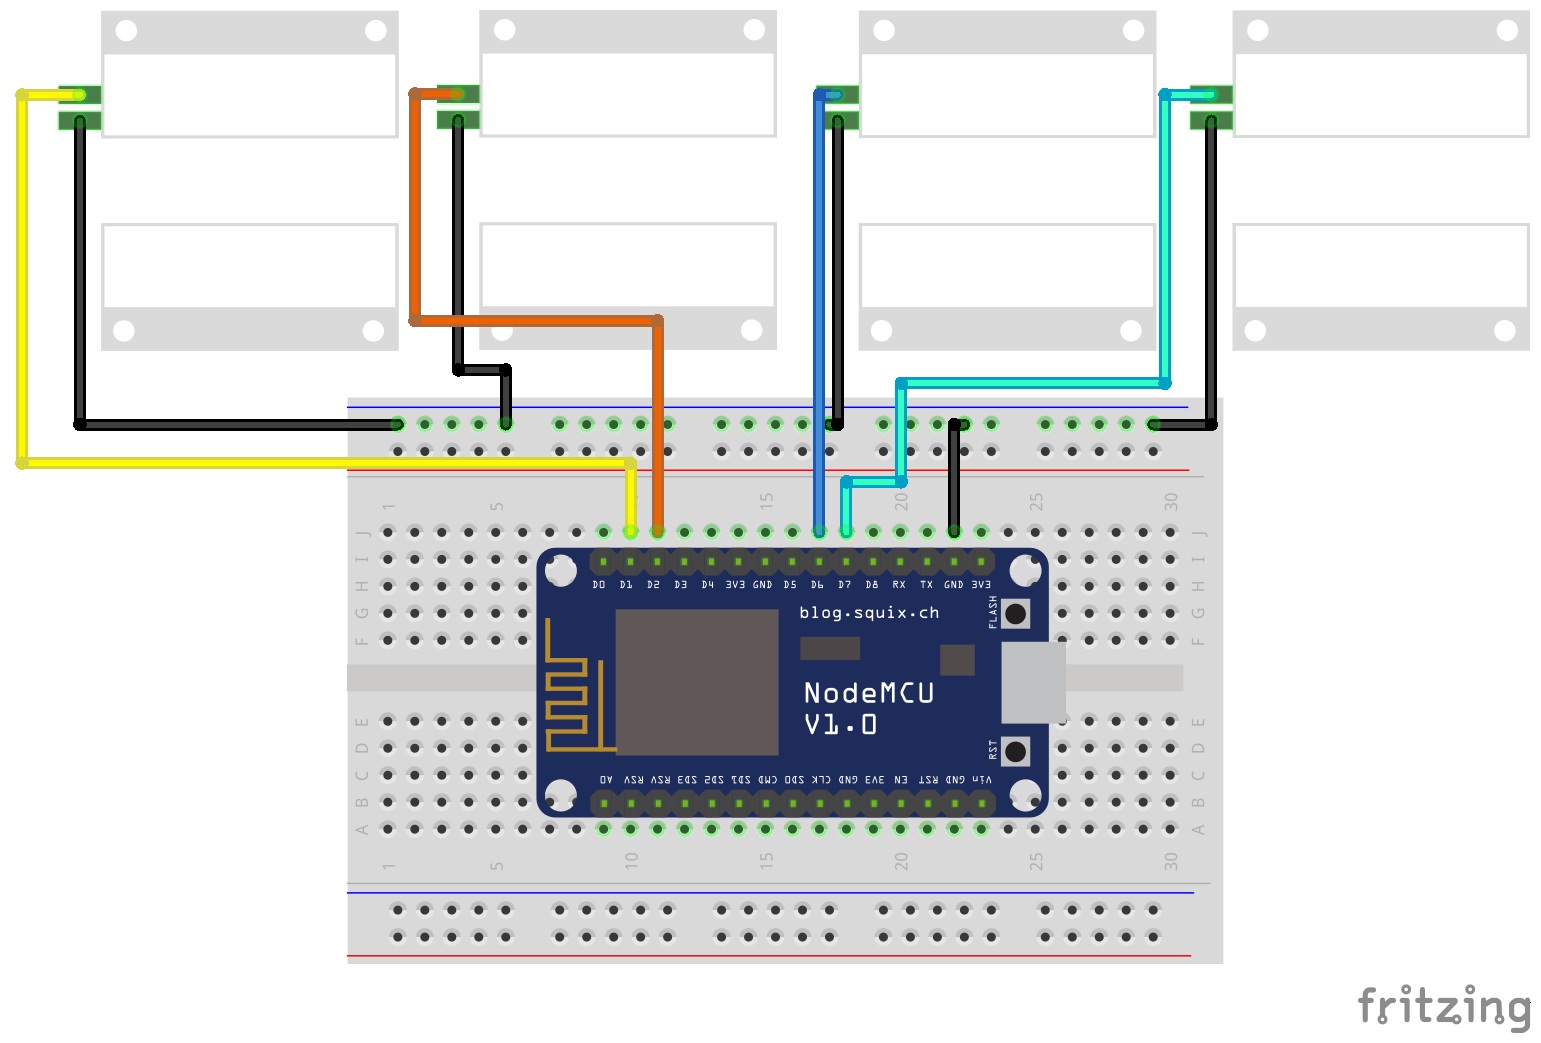 1 5 15 20 25 30
J J
I I
H H
G G
F F
D0 D1 D2 D3 D4 3V3 GND D5 D6 D7 D8 RX TX GND 3V3
blog.squix.ch
FLASH
NodeMCU
V1.0
RST
E E
D D
C C
B B
A A
A0 RSV RSV SD3 SD2 SD1 CMD SD0 CLK GND 3V3 EN RST GND Vin
1 5 10 15 20 25 30
fritzing